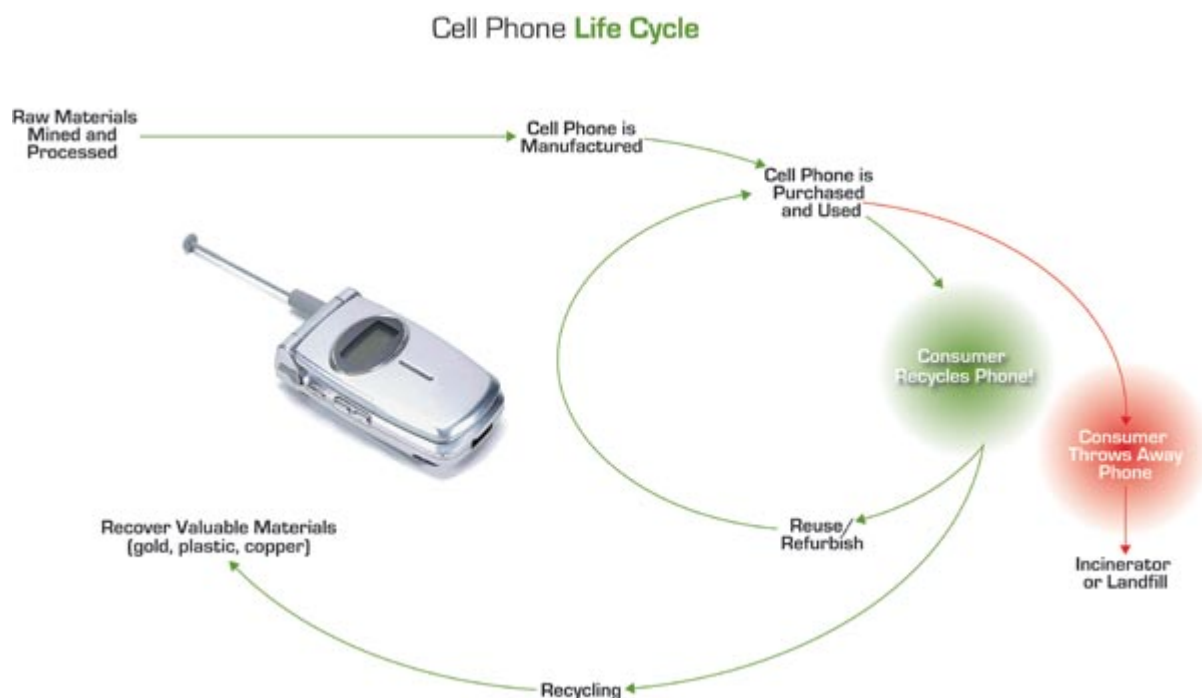 Cell Phone Life Cycle
Raw Materials
Mined and
Processed
Cell Phone is
Manufactured
Cell Phone is
Purchased
and Used
Consumer
Recycles Phone!
Consumer
Throws Away
Phone
Reuse/
Refurbish
Incinerator
or Landfill
Recover Valuable Materials
(gold, plastic, copper)
Recycling